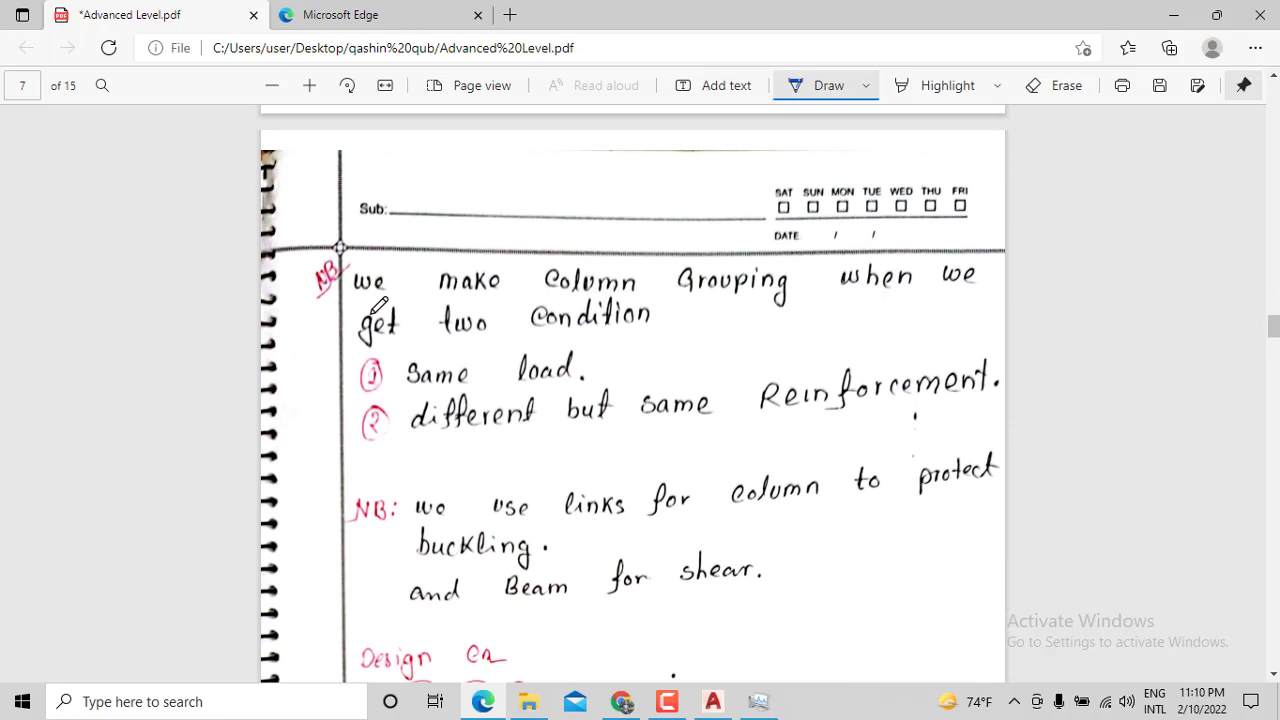 *Advanced Level.pdf
Microsoft Edge
File
C:/Users/user/Desktop/qashin%20qub/Advanced%20Level.pdf
7 of 15
Page view
Read aloud
Add text
Draw
Highlight
Erase
SAT SUN MON TUE WED THU FRI
Sub:
DATE / /
NB we make Column Grouping when we
get two condition
1 same load.
2 different but same Reinforcement.
NB: we use links for column to protect
buckling.
and Beam for shear.
Design
Activate Windows
Go to Settings to activate Windows.
Type here to search
74°F
ENG
INTL
11:10 PM
2/10/2022